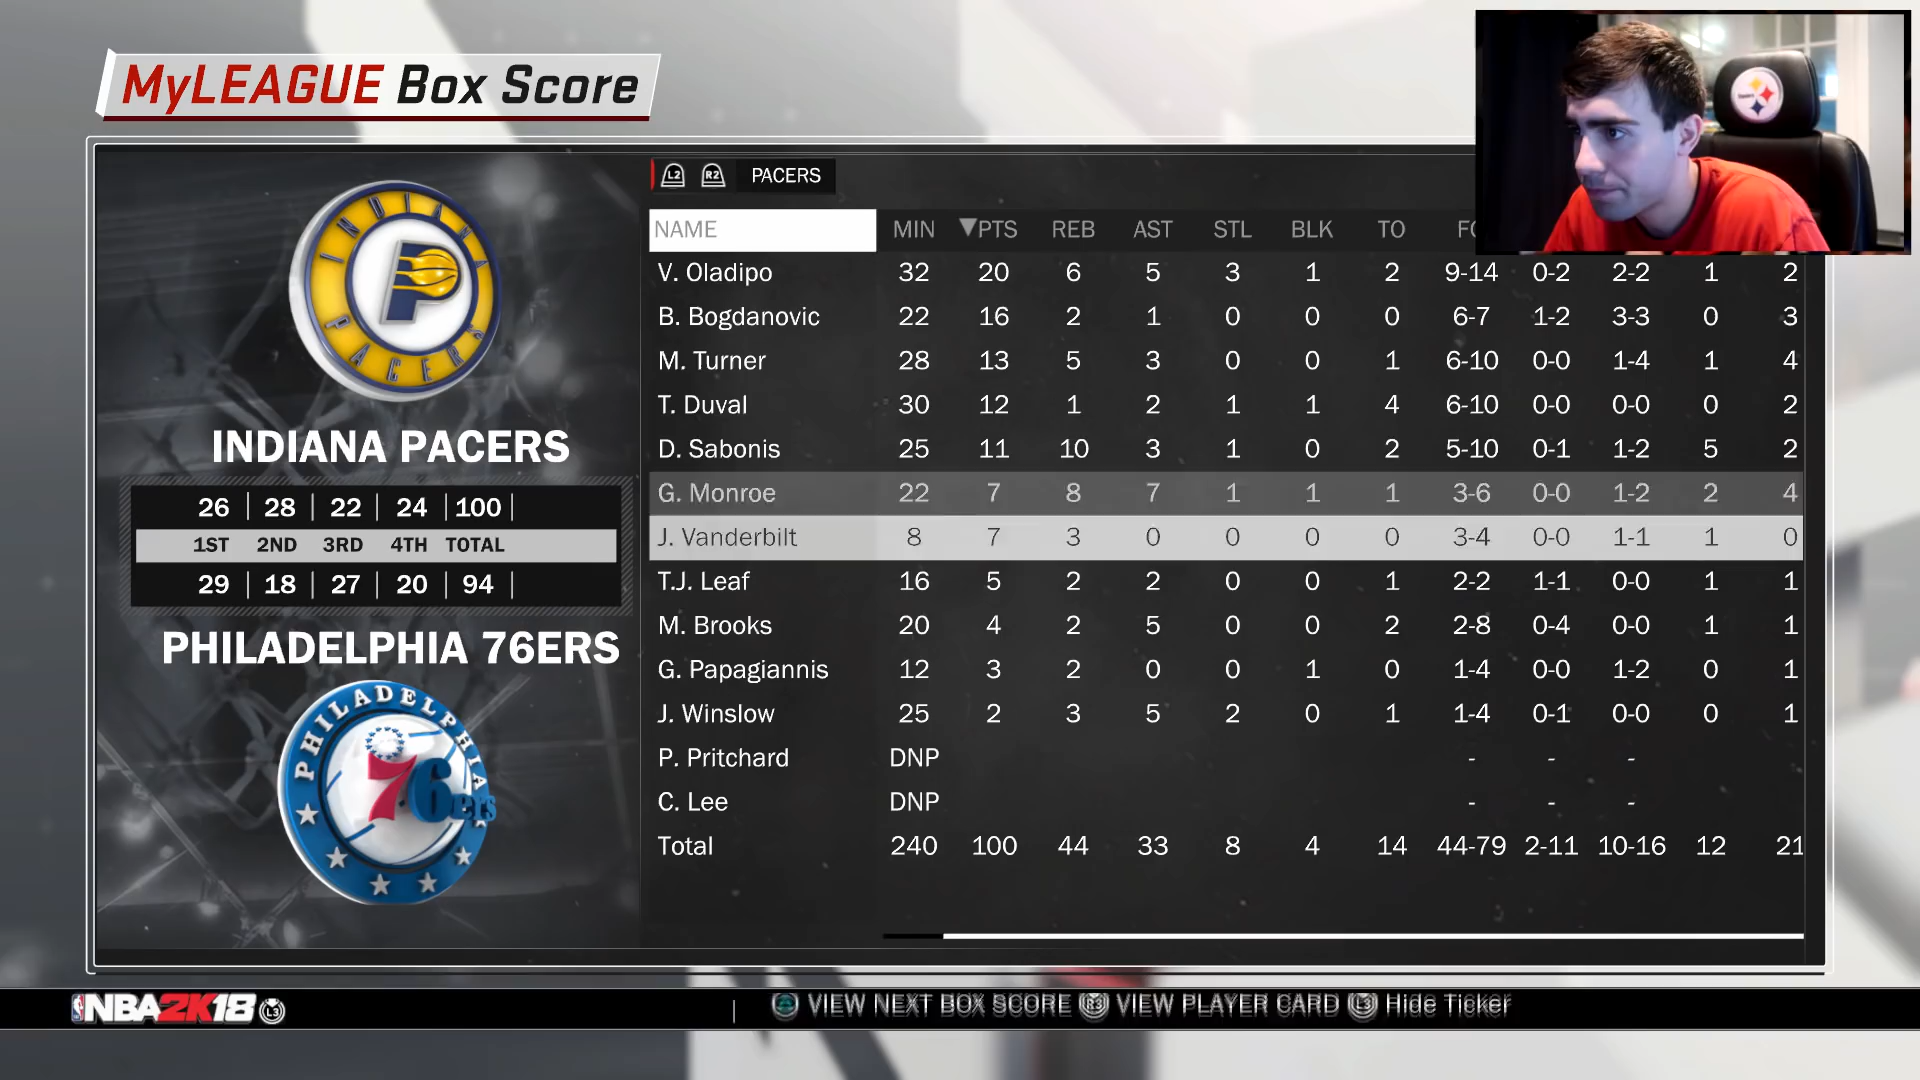 MyLEAGUE Box Score
L2 R2 PACERS
NAME MIN PTS REB AST STL BLK TO
V. Oladipo 32 20 6 5 3 1 2 9-14 0-2 2-2 1 2
B. Bogdanovic 22 16 2 1 0 0 0 6-7 1-2 3-3 0 3
M. Turner 28 13 5 3 0 0 1 6-10 0-0 1-4 1 4
T. Duval 30 12 1 2 1 1 4 6-10 0-0 0-0 0 2
D. Sabonis 25 11 10 3 1 0 2 5-10 0-1 1-2 5 2
G. Monroe 22 7 8 7 1 1 1 3-6 0-0 1-2 2 4
J. Vanderbilt 8 7 3 0 0 0 0 3-4 0-0 1-1 1 0
T.J. Leaf 16 5 2 2 0 0 1 2-2 1-1 0-0 1 1
M. Brooks 20 4 2 5 0 0 2 2-8 0-4 0-0 1 1
G. Papagiannis 12 3 2 0 0 1 0 1-4 0-0 1-2 0 1
J. Winslow 25 2 3 5 2 0 1 1-4 0-1 0-0 0 1
P. Pritchard DNP - - -
C. Lee DNP - - -
Total 240 100 44 33 8 4 14 44-79 2-11 10-16 12 21
INDIANA PACERS
INDIANA PACERS
26 | 28 | 22 | 24 | 100 |
1ST 2ND 3RD 4TH TOTAL
29 | 18 | 27 | 20 | 94 |
PHILADELPHIA 76ERS
PHILADELPHIA
76ers
NBA 2K18 L3
VIEW NEXT BOX SCORE R3 VIEW PLAYER CARD L3 Hide Ticker